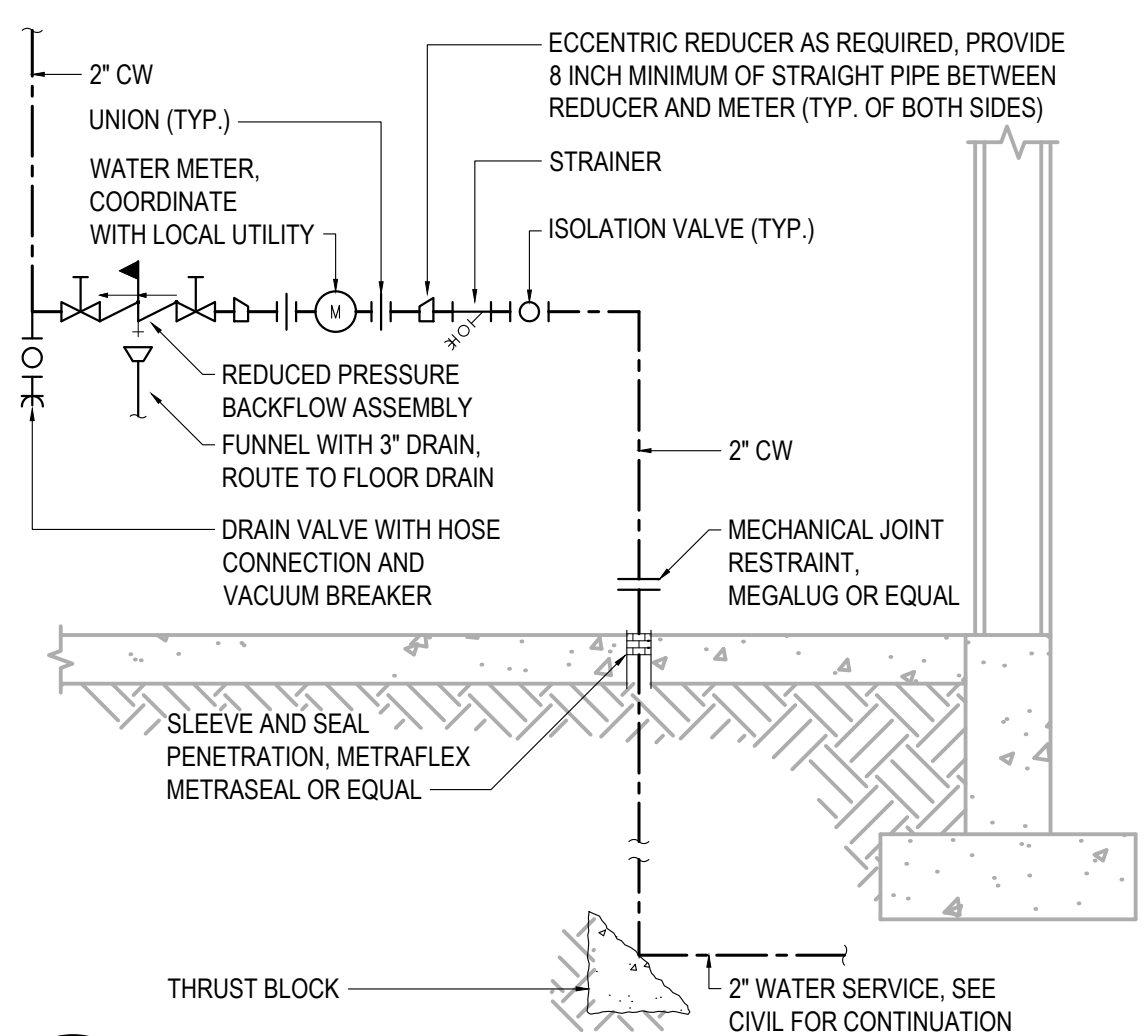 2" CW
UNION (TYP.)
WATER METER,
COORDINATE
WITH LOCAL UTILITY
ECCENTRIC REDUCER AS REQUIRED, PROVIDE
8 INCH MINIMUM OF STRAIGHT PIPE BETWEEN
REDUCER AND METER (TYP. OF BOTH SIDES)
STRAINER
ISOLATION VALVE (TYP.)
M
REDUCED PRESSURE
BACKFLOW ASSEMBLY
FUNNEL WITH 3" DRAIN,
ROUTE TO FLOOR DRAIN
DRAIN VALVE WITH HOSE
CONNECTION AND
VACUUM BREAKER
2" CW
MECHANICAL JOINT
RESTRAINT,
MEGALUG OR EQUAL
SLEEVE AND SEAL
PENETRATION, METRAFLEX
METRASEAL OR EQUAL
THRUST BLOCK
2" WATER SERVICE, SEE
CIVIL FOR CONTINUATION